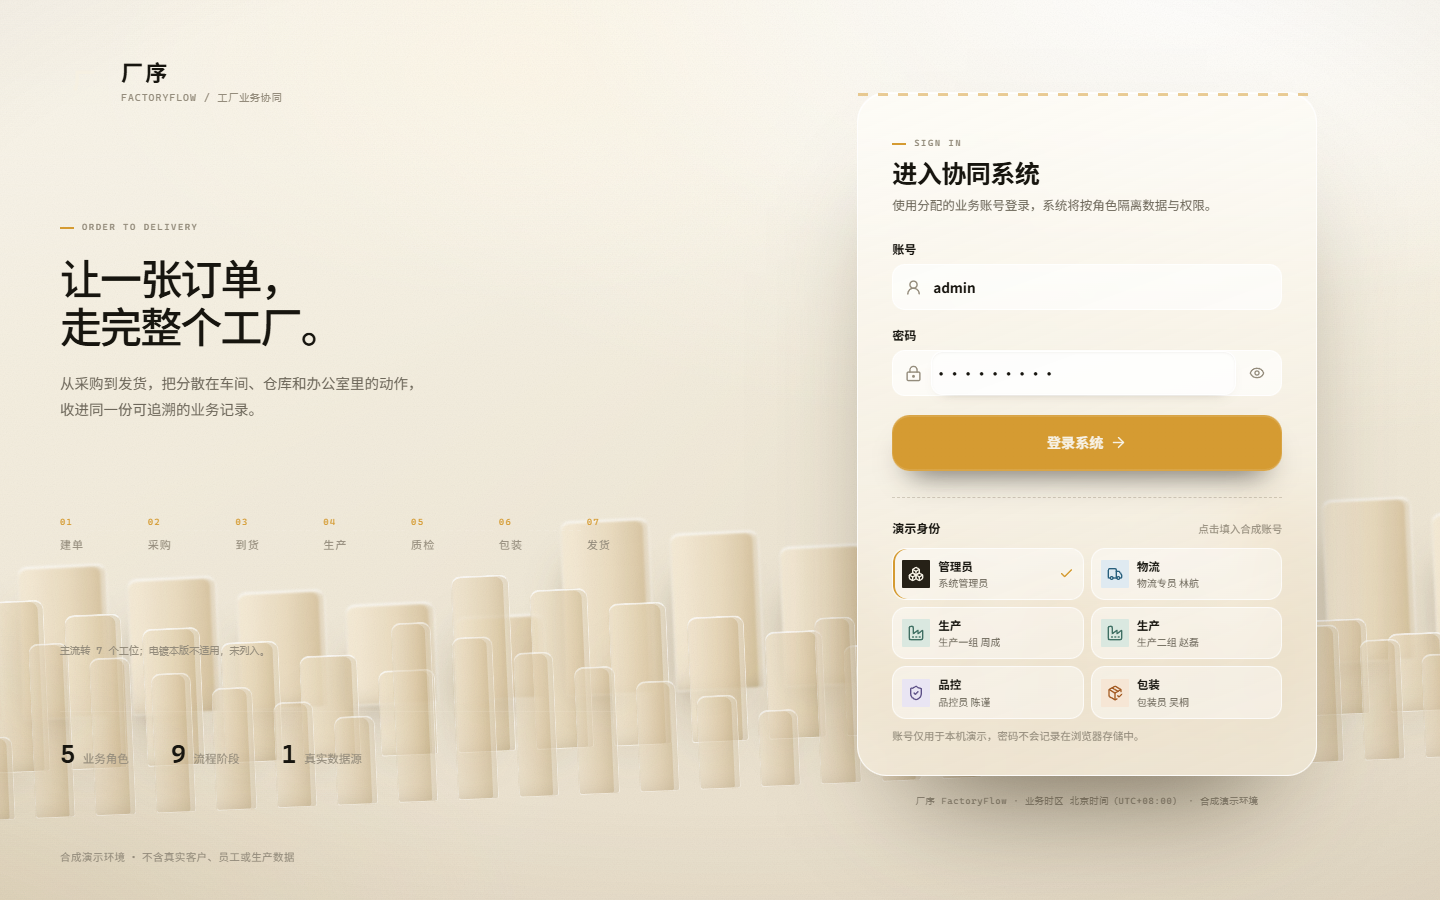 厂序
FACTORYFLOW / 工厂业务协同
ORDER TO DELIVERY
让一张订单，
走完整个工厂。
从采购到发货，把分散在车间、仓库和办公室里的动作，
收进同一份可追溯的业务记录。
01 02 03 04 05 06 07
建单 采购 到货 生产 质检 包装 发货
主流转 7 个工位；电镀本版不适用，未列入。
5 业务角色 9 流程阶段 1 真实数据源
合成演示环境 · 不含真实客户、员工或生产数据
SIGN IN
进入协同系统
使用分配的业务账号登录，系统将按角色隔离数据与权限。
账号
admin
密码
•••••••••
登录系统 →
演示身份 点击填入合成账号
管理员
系统管理员
物流
物流专员 林航
生产
生产一组 周成
生产
生产二组 赵磊
品控
品控员 陈谨
包装
包装员 吴桐
账号仅用于本机演示，密码不会记录在浏览器存储中。
厂序 FactoryFlow · 业务时区 北京时间（UTC+08:00） · 合成演示环境